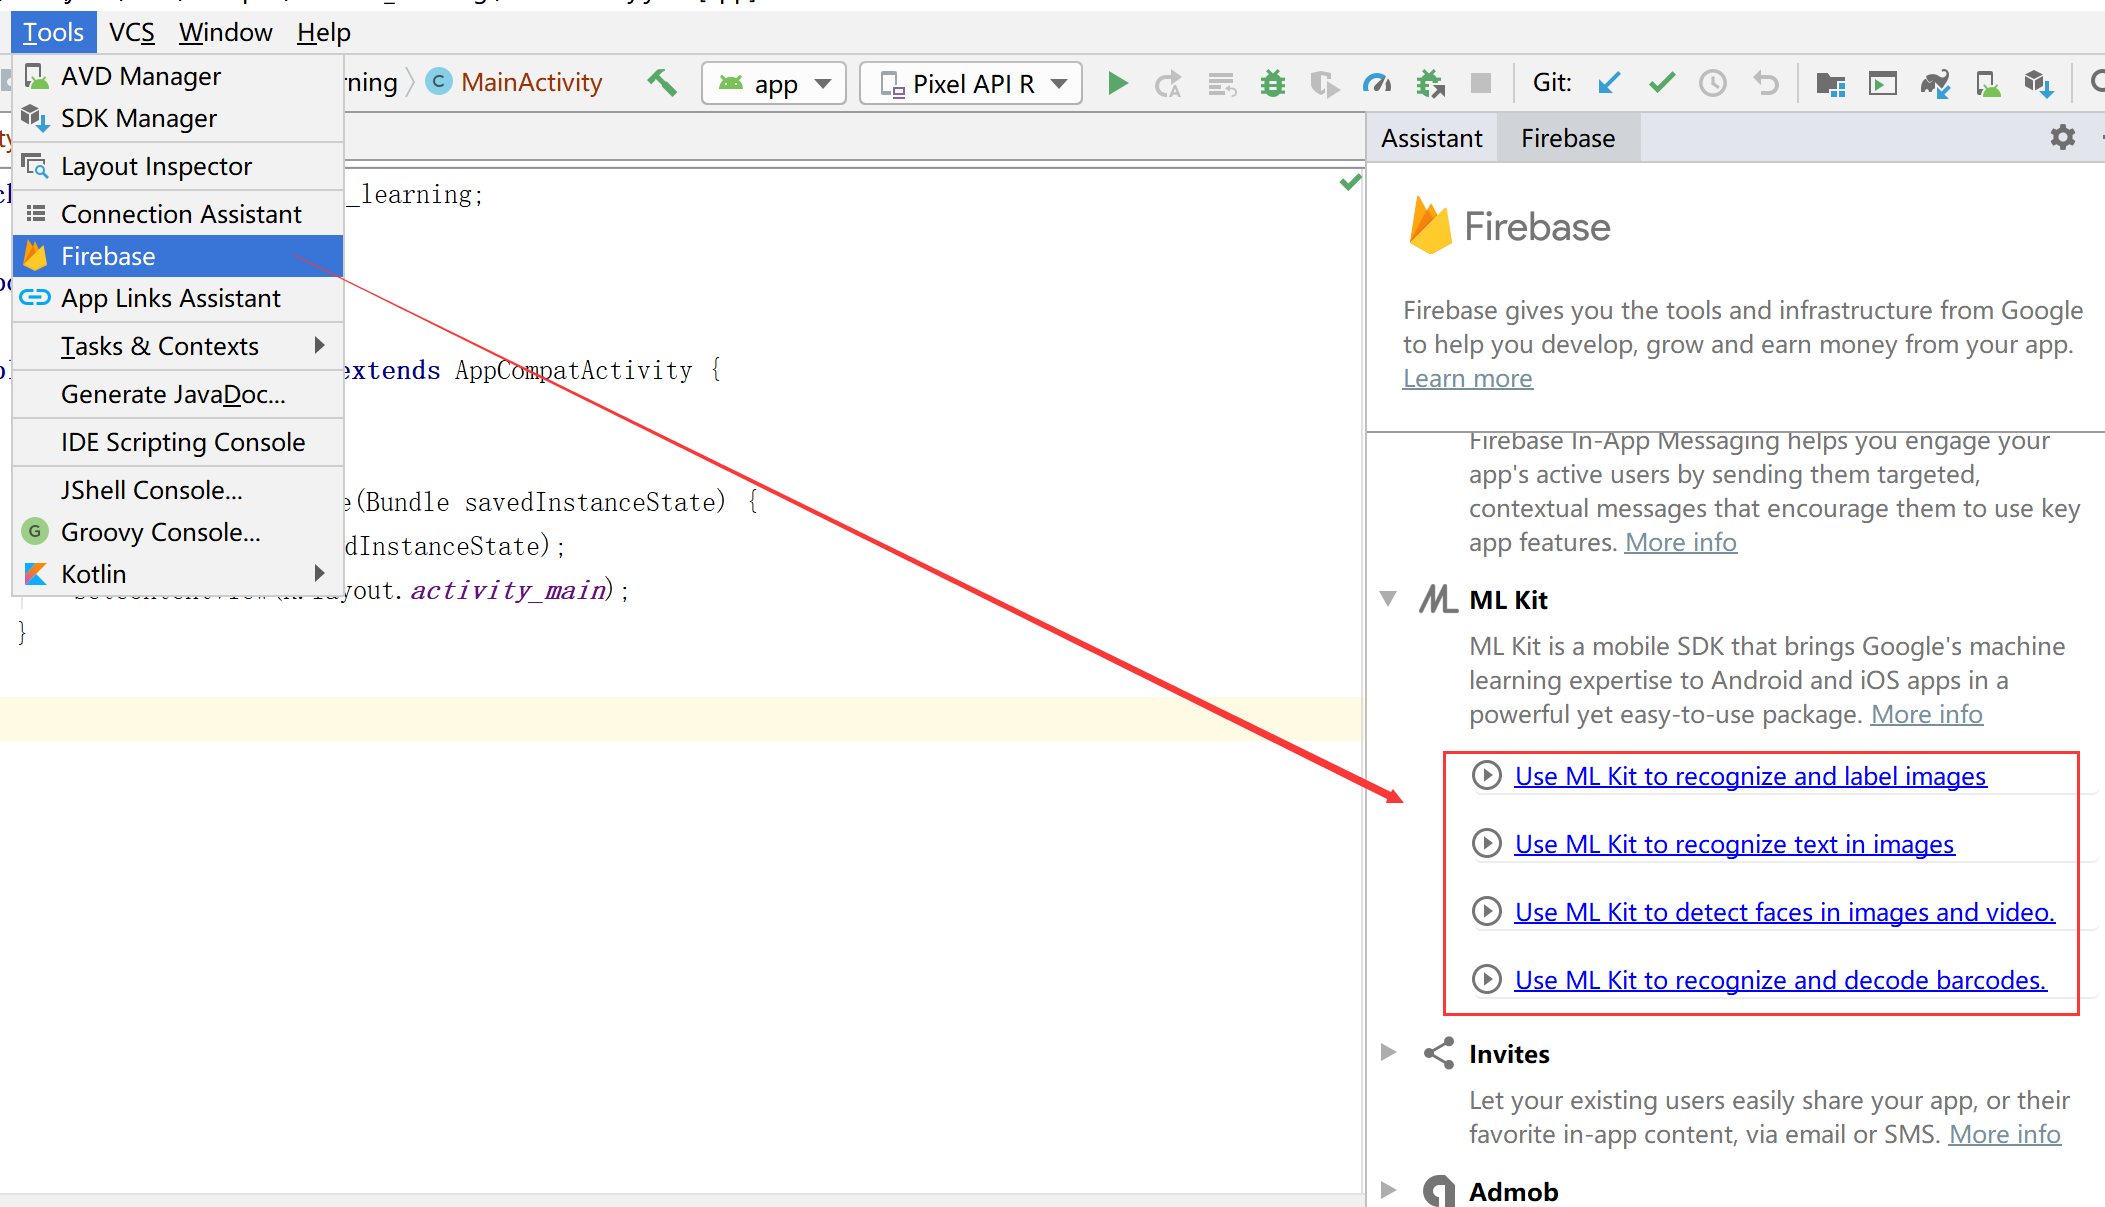 Tools VCS Window Help
AVD Manager
SDK Manager
Layout Inspector
Connection Assistant
Firebase
App Links Assistant
Tasks & Contexts
Generate JavaDoc...
IDE Scripting Console
JShell Console...
Groovy Console...
Kotlin
rning MainActivity app Pixel API R Git:
_learning;
extends AppCompatActivity {
e(Bundle savedInstanceState) {
dInstanceState);
yout.activity_main);
}
Assistant Firebase
Firebase
Firebase gives you the tools and infrastructure from Google
to help you develop, grow and earn money from your app.
Learn more
Firebase In-App Messaging helps you engage your
app's active users by sending them targeted,
contextual messages that encourage them to use key
app features. More info
ML Kit
ML Kit is a mobile SDK that brings Google's machine
learning expertise to Android and iOS apps in a
powerful yet easy-to-use package. More info
Use ML Kit to recognize and label images
Use ML Kit to recognize text in images
Use ML Kit to detect faces in images and video.
Use ML Kit to recognize and decode barcodes.
Invites
Let your existing users easily share your app, or their
favorite in-app content, via email or SMS. More info
Admob